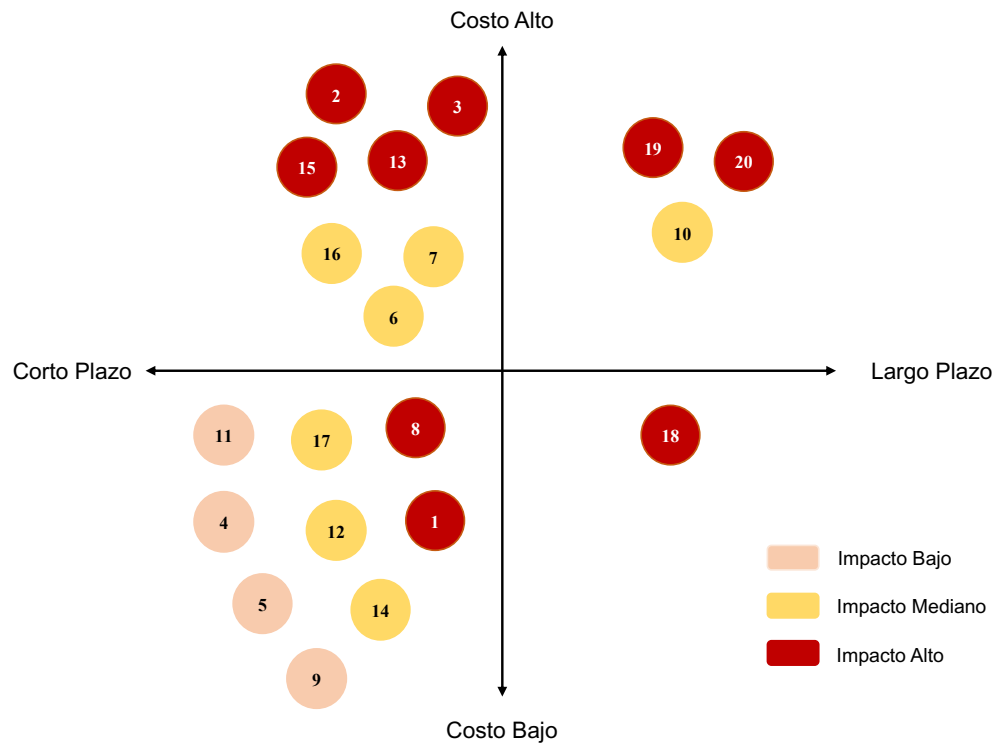 Costo Alto
2
3
15
13
19
20
16
7
10
6
Corto Plazo
Largo Plazo
11
17
8
18
4
12
1
5
14
9
Impacto Bajo
Impacto Mediano
Impacto Alto
Costo Bajo